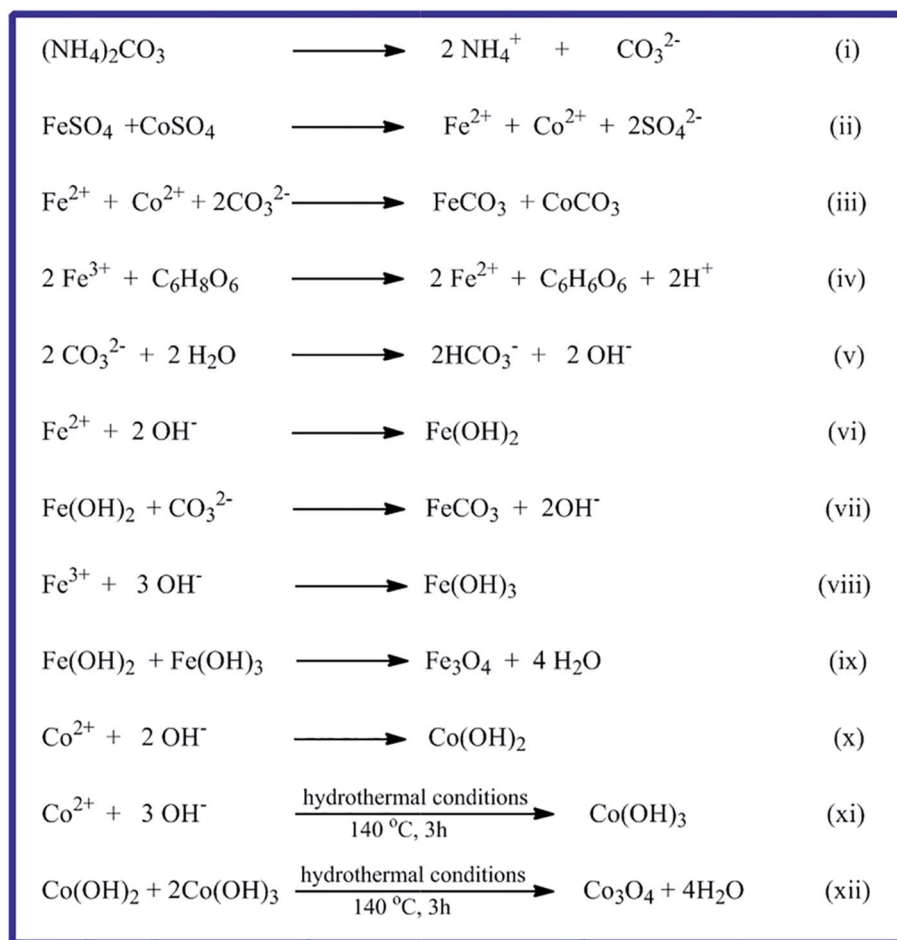 (NH₄)₂CO₃ ⟶ 2 NH₄⁺ + CO₃²⁻ (i)
FeSO₄ +CoSO₄ ⟶ Fe²⁺ + Co²⁺ + 2SO₄²⁻ (ii)
Fe²⁺ + Co²⁺ + 2CO₃²⁻ ⟶ FeCO₃ + CoCO₃ (iii)
2 Fe³⁺ + C₆H₈O₆ ⟶ 2 Fe²⁺ + C₆H₆O₆ + 2H⁺ (iv)
2 CO₃²⁻ + 2 H₂O ⟶ 2HCO₃⁻ + 2 OH⁻ (v)
Fe²⁺ + 2 OH⁻ ⟶ Fe(OH)₂ (vi)
Fe(OH)₂ + CO₃²⁻ ⟶ FeCO₃ + 2OH⁻ (vii)
Fe³⁺ + 3 OH⁻ ⟶ Fe(OH)₃ (viii)
Fe(OH)₂ + Fe(OH)₃ ⟶ Fe₃O₄ + 4 H₂O (ix)
Co²⁺ + 2 OH⁻ ⟶ Co(OH)₂ (x)
hydrothermal conditions
Co²⁺ + 3 OH⁻ ⟶ Co(OH)₃ (xi)
140 °C, 3h
hydrothermal conditions
Co(OH)₂ + 2Co(OH)₃ ⟶ Co₃O₄ + 4H₂O (xii)
140 °C, 3h